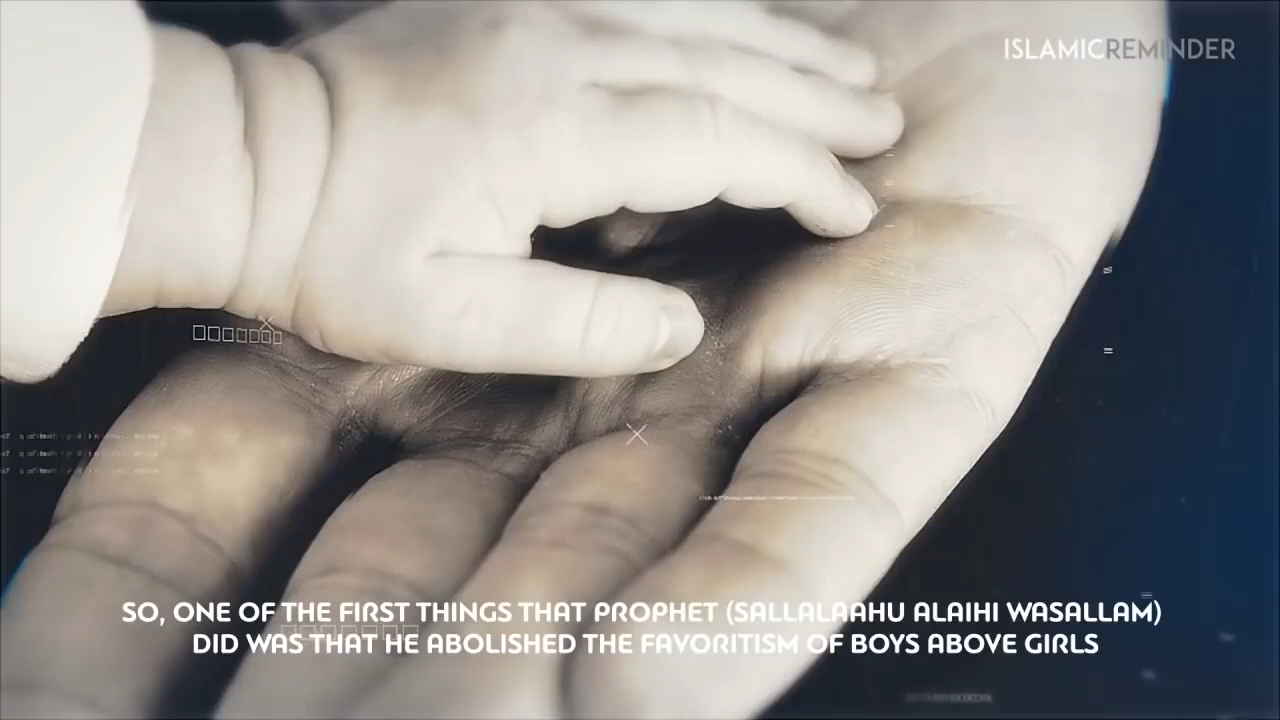 ISLAMICREMINDER
SO, ONE OF THE FIRST THINGS THAT PROPHET (SALLALAAHU ALAIHI WASALLAM)
DID WAS THAT HE ABOLISHED THE FAVORITISM OF BOYS ABOVE GIRLS